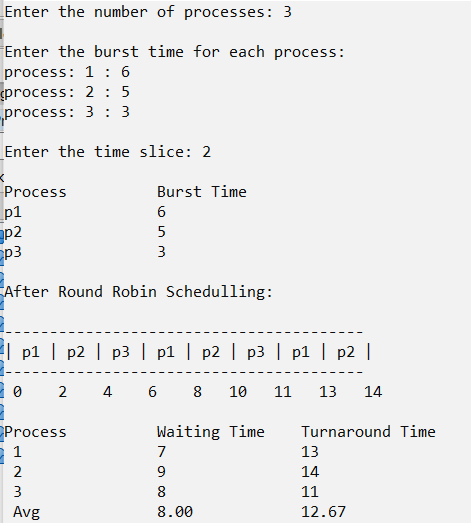 Enter the number of processes: 3
Enter the burst time for each process:
process: 1 : 6
process: 2 : 5
process: 3 : 3
Enter the time slice: 2
Process Burst Time
p1 6
p2 5
p3 3
After Round Robin Schedulling:
----------------------------------------
| p1 | p2 | p3 | p1 | p2 | p3 | p1 | p2 |
----------------------------------------
0 2 4 6 8 10 11 13 14
Process Waiting Time Turnaround Time
1 7 13
2 9 14
3 8 11
Avg 8.00 12.67